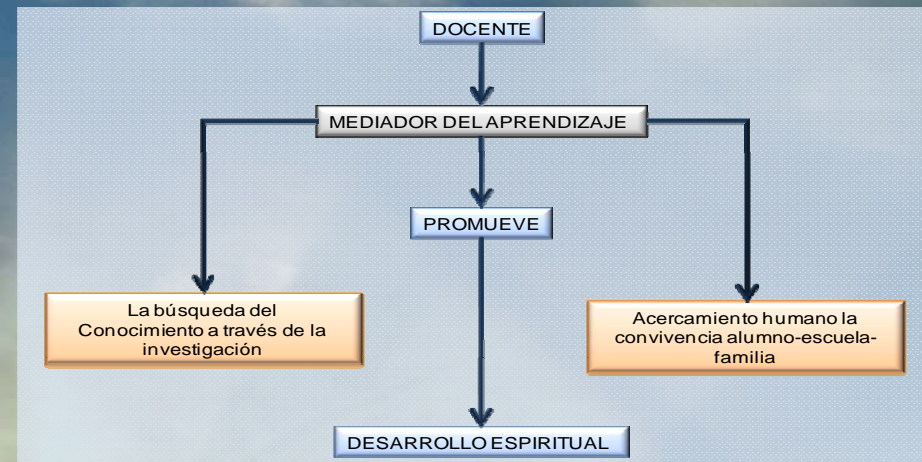 DOCENTE
MEDIADOR DEL APRENDIZAJE
PROMUEVE
La búsqueda del
Conocimiento a través de la
investigación
Acercamiento humano la
convivencia alumno-escuela-
familia
DESARROLLO ESPIRITUAL